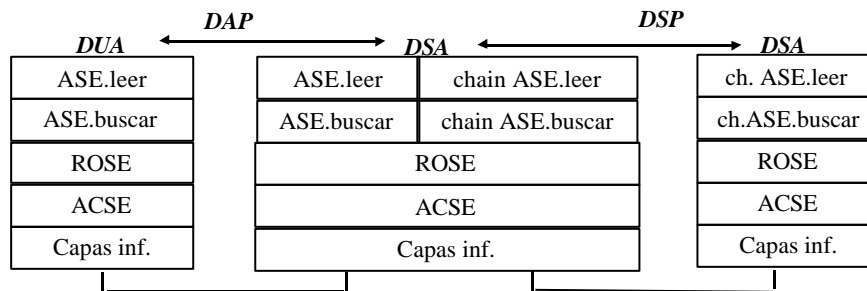 DAP
DSP
DUA
DSA
DSA
ASE.leer
ASE.leer
chain ASE.leer
ch. ASE.leer
ASE.buscar
ASE.buscar
chain ASE.buscar
ch.ASE.buscar
ROSE
ROSE
ROSE
ACSE
ACSE
ACSE
Capas inf.
Capas inf.
Capas inf.